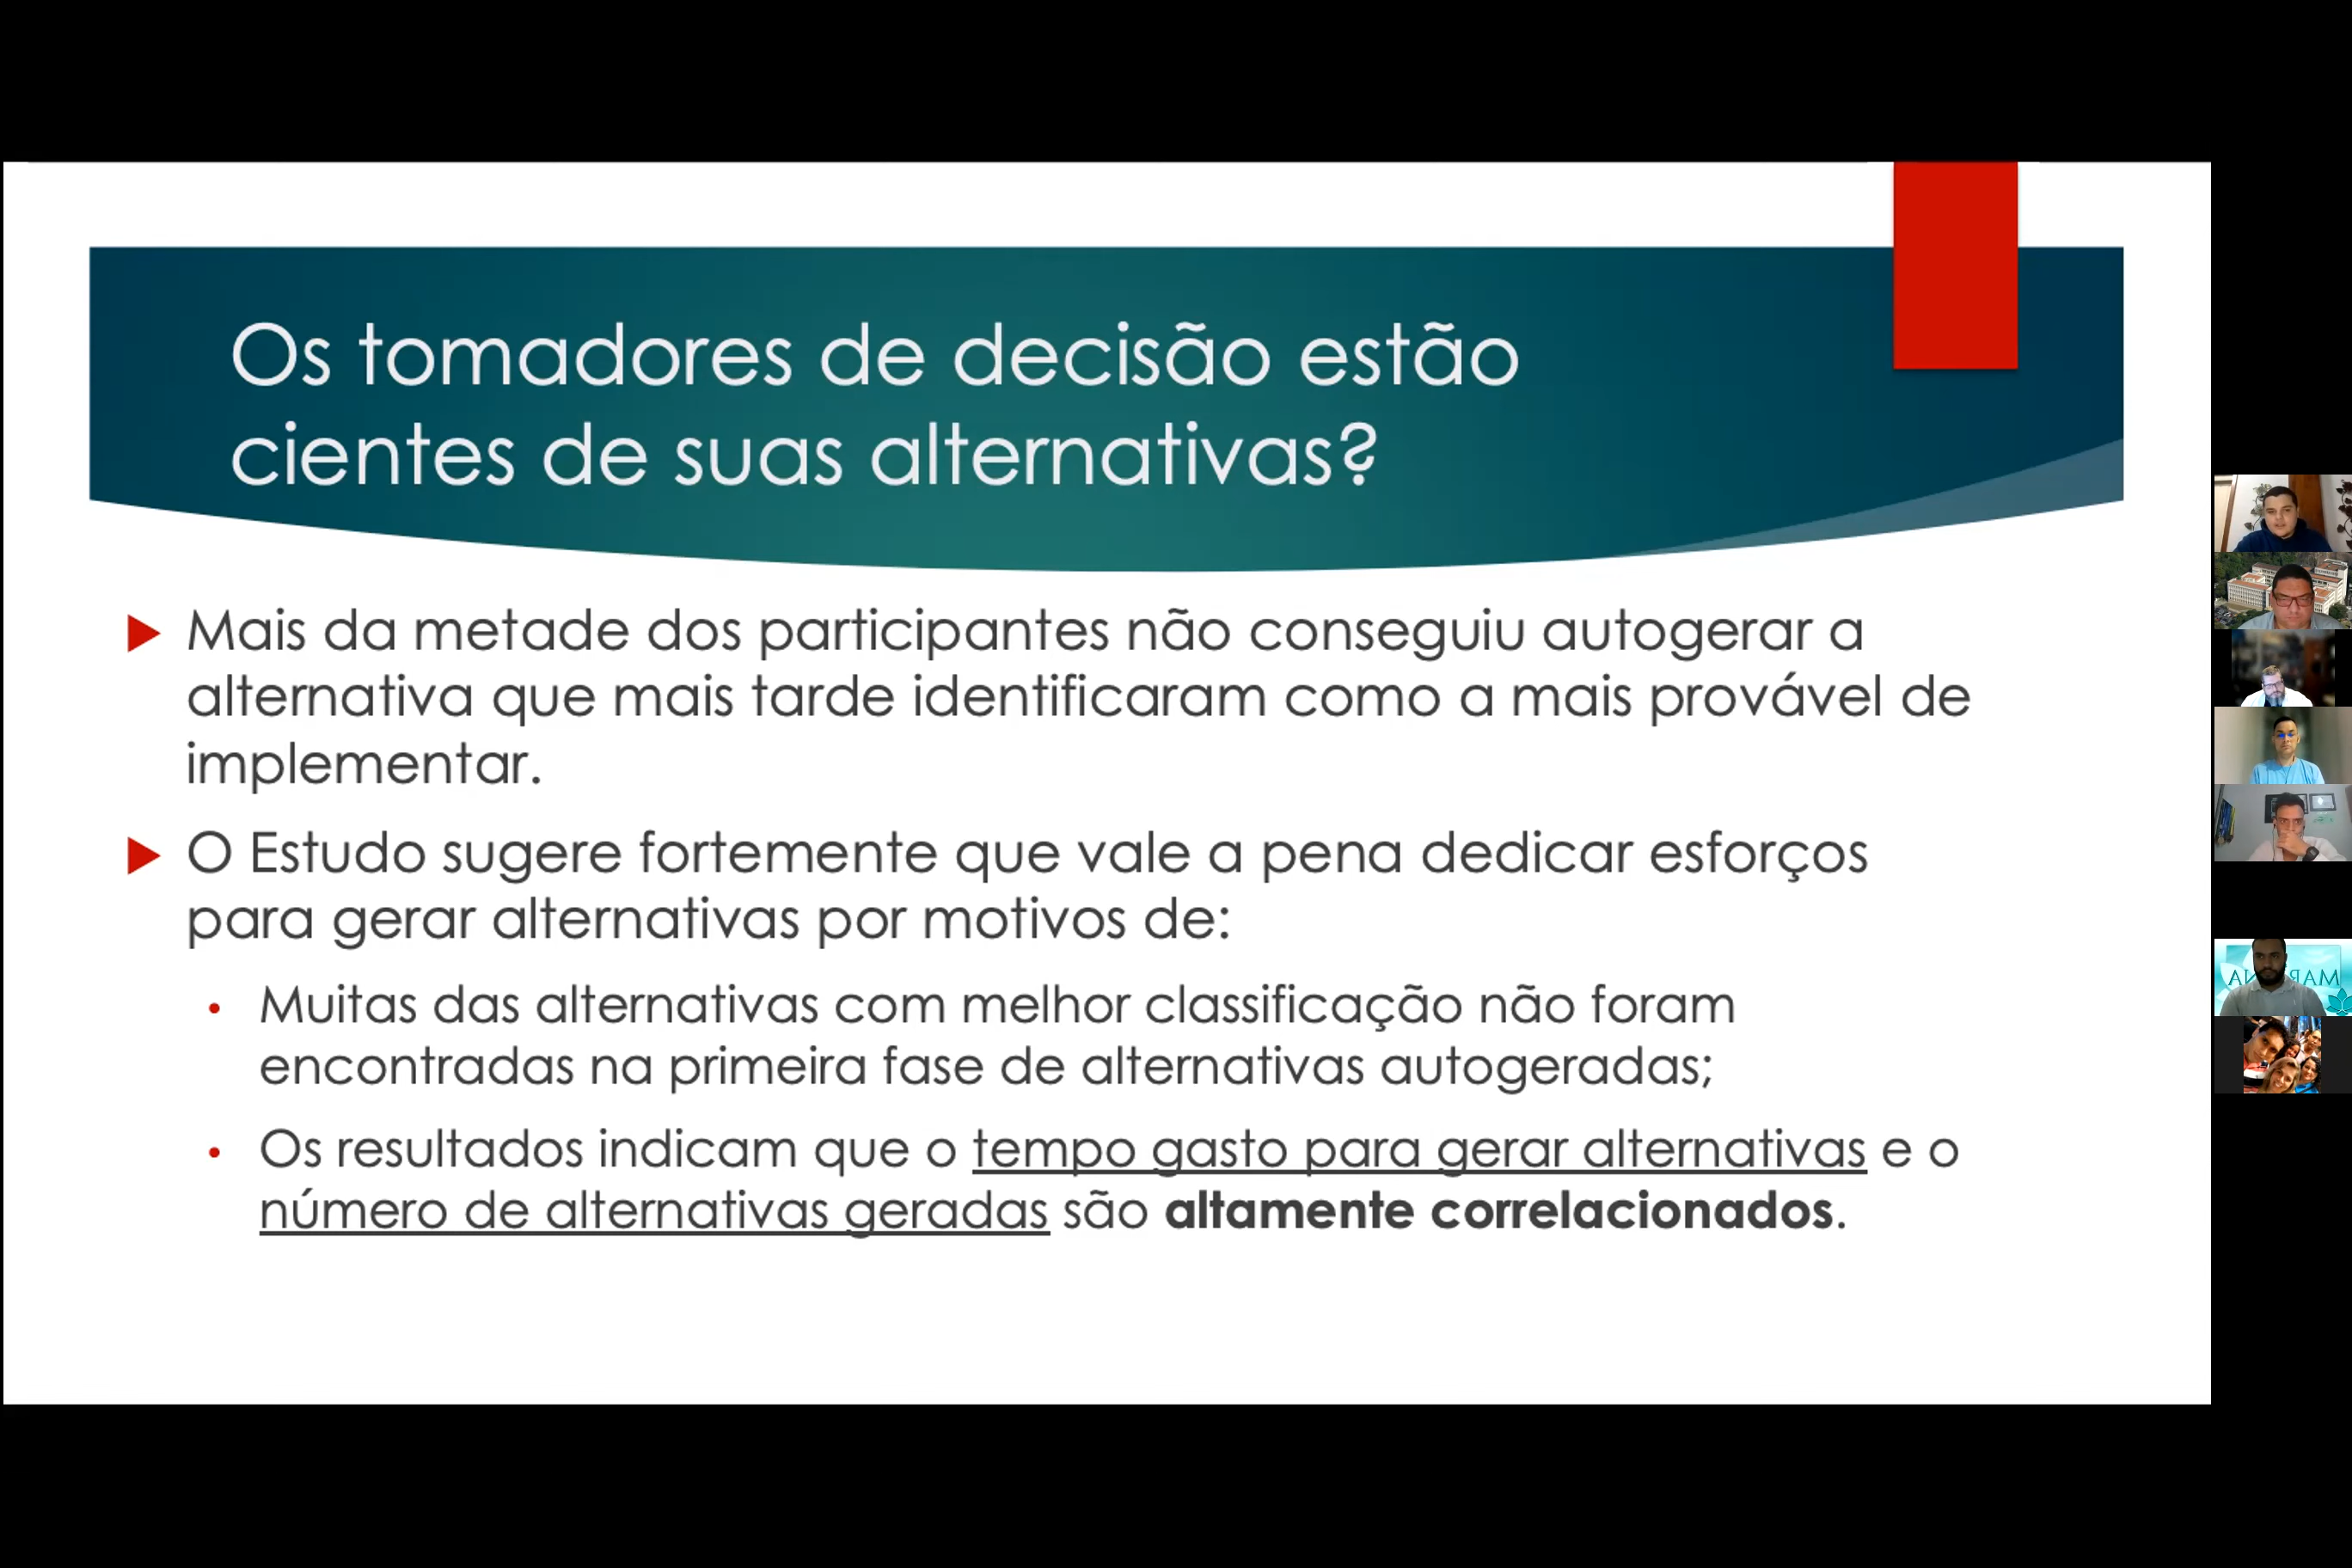 Os tomadores de decisão estão
cientes de suas alternativas?
Mais da metade dos participantes não conseguiu autogerar a
alternativa que mais tarde identificaram como a mais provável de
implementar.
O Estudo sugere fortemente que vale a pena dedicar esforços
para gerar alternativas por motivos de:
Muitas das alternativas com melhor classificação não foram
encontradas na primeira fase de alternativas autogeradas;
Os resultados indicam que o tempo gasto para gerar alternativas e o
número de alternativas geradas são altamente correlacionados.